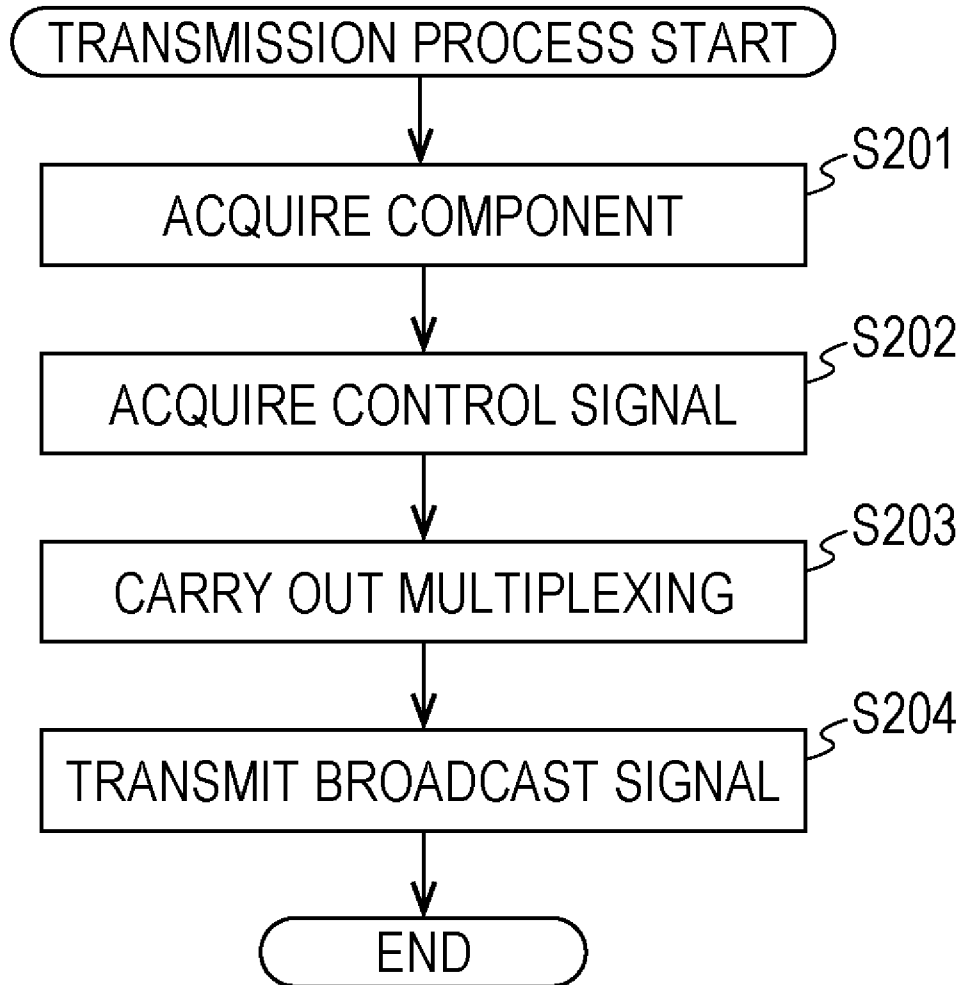 TRANSMISSION PROCESS START
S201
ACQUIRE COMPONENT
S202
ACQUIRE CONTROL SIGNAL
S203
CARRY OUT MULTIPLEXING
S204
TRANSMIT BROADCAST SIGNAL
END